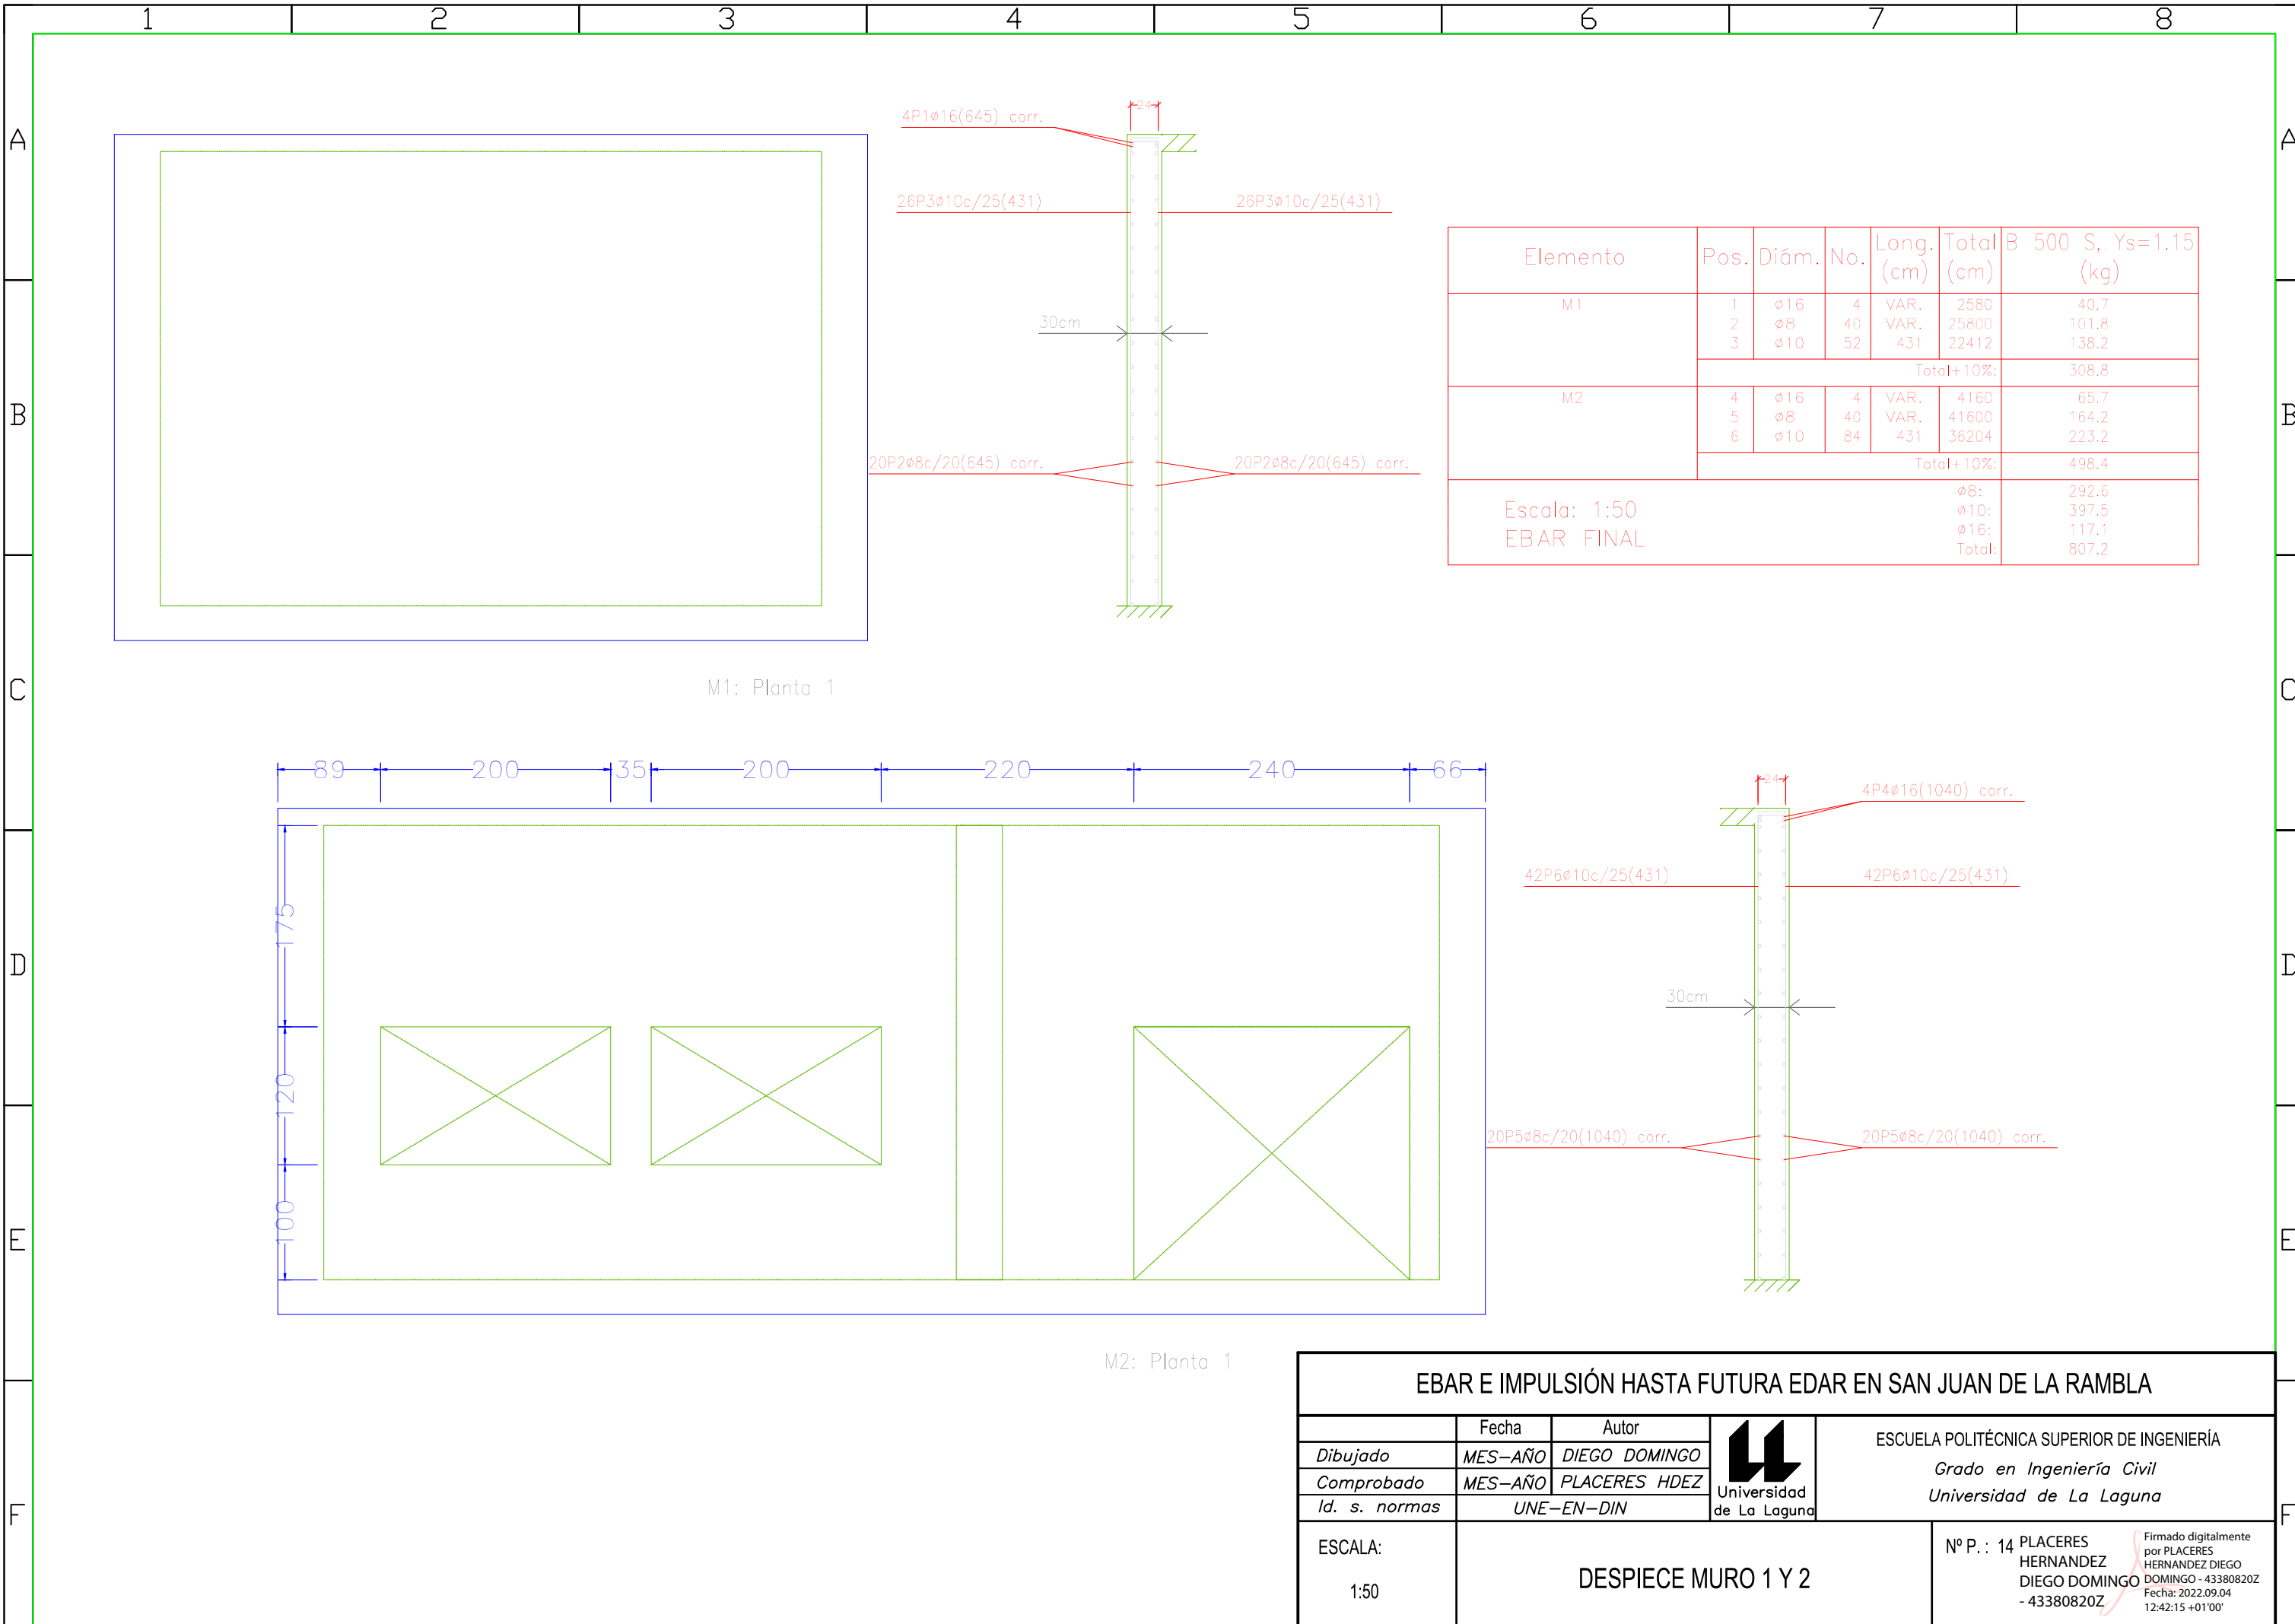 1 2 3 4 5 6 7 8
A A
B B
C C
D D
E E
F F
4P1ø16(645) corr.
24
26P3ø10c/25(431)
26P3ø10c/25(431)
30cm
20P2ø8c/20(645) corr.
20P2ø8c/20(645) corr.
M1: Planta 1
Elemento Pos. Diám. No. Long. (cm) Total (cm) B 500 S, Ys=1.15 (kg)
M1 1 ø16 4 VAR. 2580 40.7
2 ø8 40 VAR. 25800 101.8
3 ø10 52 431 22412 138.2
Total+10%: 308.8
M2 4 ø16 4 VAR. 4160 65.7
5 ø8 40 VAR. 41600 164.2
6 ø10 84 431 36204 223.2
Total+10%: 498.4
Escala: 1:50
EBAR FINAL
ø8: 292.6
ø10: 397.5
ø16: 117.1
Total: 807.2
89 200 35 200 220 240 66
175
120
100
24
4P4ø16(1040) corr.
42P6ø10c/25(431)
42P6ø10c/25(431)
30cm
20P5ø8c/20(1040) corr.
20P5ø8c/20(1040) corr.
M2: Planta 1
EBAR E IMPULSIÓN HASTA FUTURA EDAR EN SAN JUAN DE LA RAMBLA
Fecha Autor
Dibujado MES-AÑO DIEGO DOMINGO
Comprobado MES-AÑO PLACERES HDEZ
Id. s. normas UNE-EN-DIN
Universidad
de La Laguna
ESCUELA POLITÉCNICA SUPERIOR DE INGENIERÍA
Grado en Ingeniería Civil
Universidad de La Laguna
ESCALA:
1:50
DESPIECE MURO 1 Y 2
Nº P. : 14
PLACERES
HERNANDEZ
DIEGO DOMINGO
- 43380820Z
Firmado digitalmente
por PLACERES
HERNANDEZ DIEGO
DOMINGO - 43380820Z
Fecha: 2022.09.04
12:42:15 +01'00'